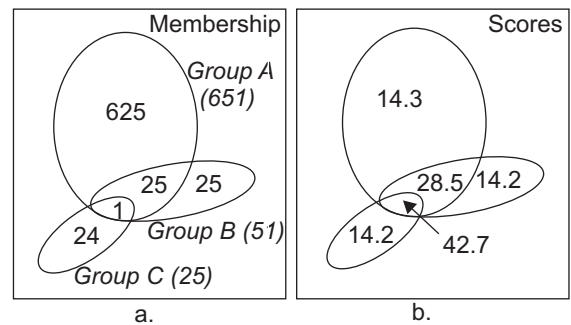 Membership
Group A
(651)
625
25
25
1
24
Group B (51)
Group C (25)
a.
Scores
14.3
28.5
14.2
14.2
42.7
b.